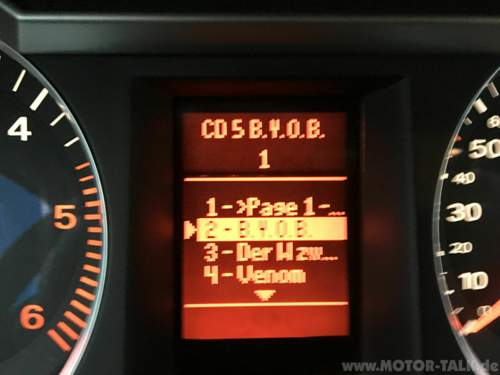 CD 5 B.Y.O.B.
1
1 ->Page 1-...
2 - B.Y.O.B.
3 - Der W zw...
4 - Venom
4
5
6
50
40
30
20
10
www.MOTOR-TALK.de